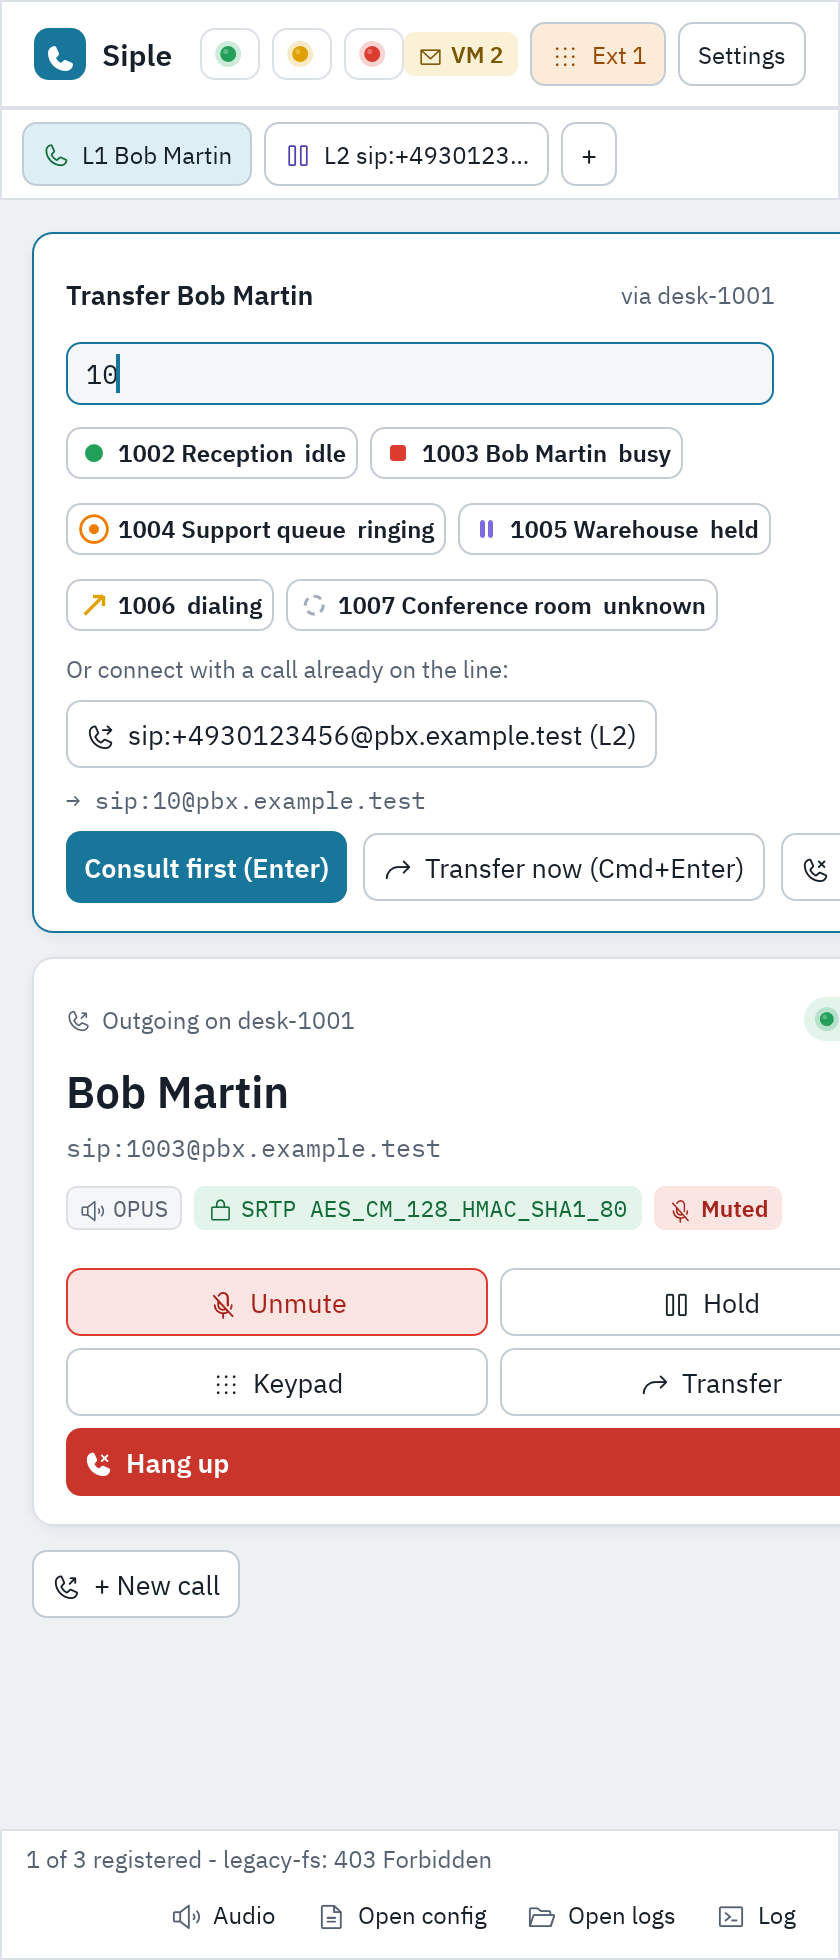 Siple VM 2 Ext 1 Settings
L1 Bob Martin L2 sip:+4930123... +
Transfer Bob Martin via desk-1001
10
1002 Reception idle 1003 Bob Martin busy
1004 Support queue ringing 1005 Warehouse held
1006 dialing 1007 Conference room unknown
Or connect with a call already on the line:
sip:+4930123456@pbx.example.test (L2)
→ sip:10@pbx.example.test
Consult first (Enter) Transfer now (Cmd+Enter)
Outgoing on desk-1001
Bob Martin
sip:1003@pbx.example.test
OPUS SRTP AES_CM_128_HMAC_SHA1_80 Muted
Unmute Hold
Keypad Transfer
Hang up
+ New call
1 of 3 registered - legacy-fs: 403 Forbidden
Audio Open config Open logs Log